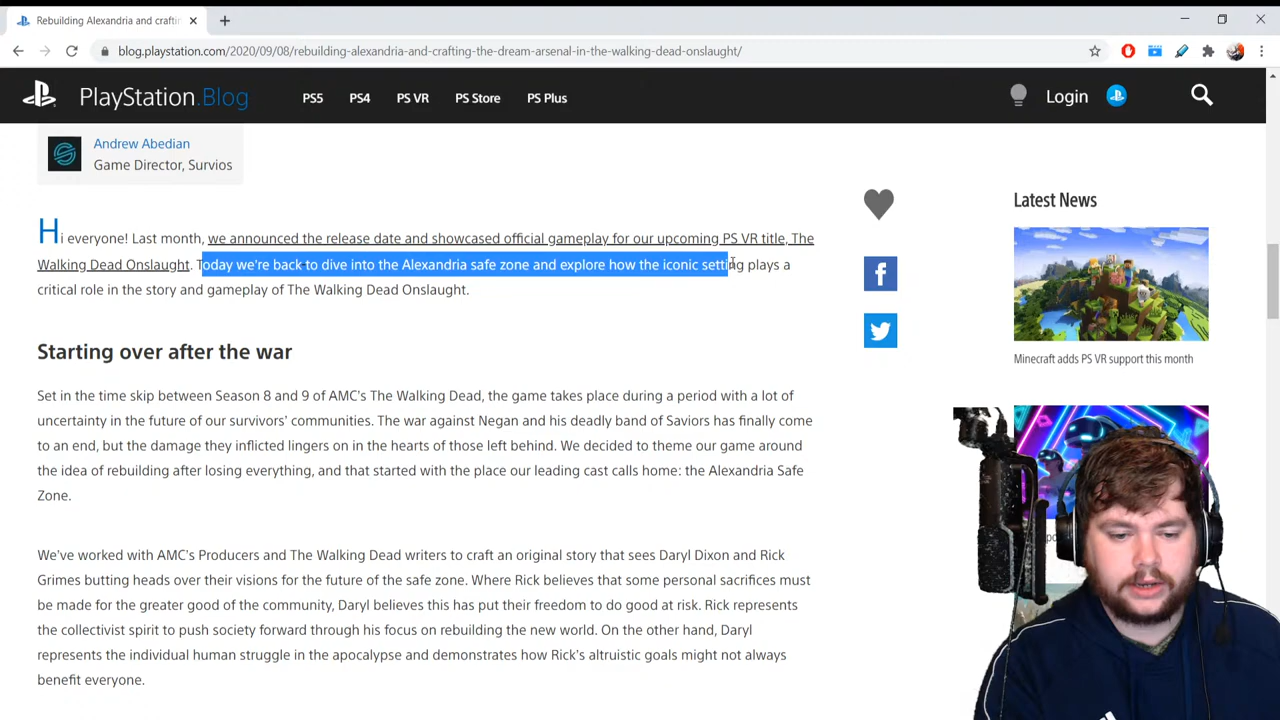 Rebuilding Alexandria and craftin
blog.playstation.com/2020/09/08/rebuilding-alexandria-and-crafting-the-dream-arsenal-in-the-walking-dead-onslaught/
PlayStation.Blog
PS5
PS4
PS VR
PS Store
PS Plus
Login
Andrew Abedian
Game Director, Survios
Hi everyone! Last month, we announced the release date and showcased official gameplay for our upcoming PS VR title, The
Walking Dead Onslaught. Today we're back to dive into the Alexandria safe zone and explore how the iconic setting plays a
critical role in the story and gameplay of The Walking Dead Onslaught.
Starting over after the war
Set in the time skip between Season 8 and 9 of AMC's The Walking Dead, the game takes place during a period with a lot of
uncertainty in the future of our survivors' communities. The war against Negan and his deadly band of Saviors has finally come
to an end, but the damage they inflicted lingers on in the hearts of those left behind. We decided to theme our game around
the idea of rebuilding after losing everything, and that started with the place our leading cast calls home: the Alexandria Safe
Zone.
We've worked with AMC's Producers and The Walking Dead writers to craft an original story that sees Daryl Dixon and Rick
Grimes butting heads over their visions for the future of the safe zone. Where Rick believes that some personal sacrifices must
be made for the greater good of the community, Daryl believes this has put their freedom to do good at risk. Rick represents
the collectivist spirit to push society forward through his focus on rebuilding the new world. On the other hand, Daryl
represents the individual human struggle in the apocalypse and demonstrates how Rick's altruistic goals might not always
benefit everyone.
Latest News
Minecraft adds PS VR support this month